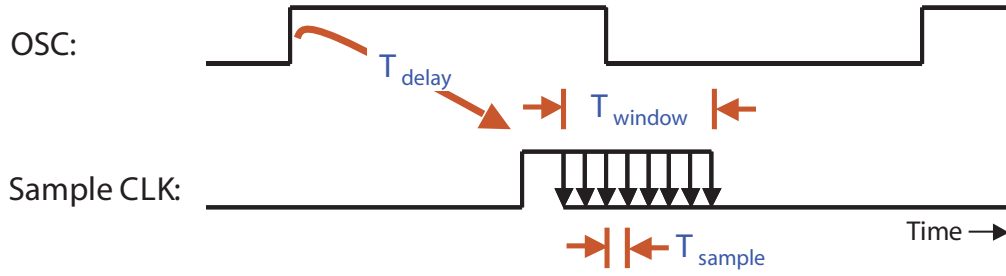 OSC:
T delay
T window
Sample CLK:
Time
T sample